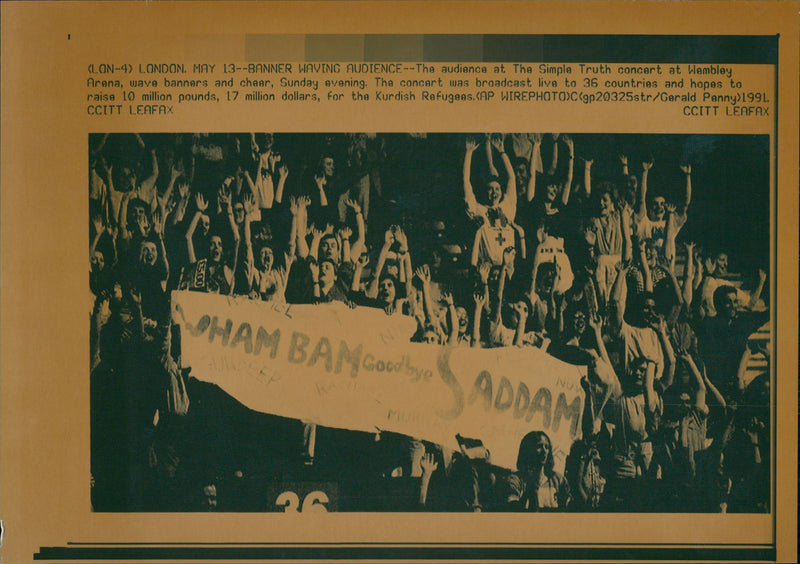 (LON-4) LONDON, MAY 13--BANNER WAVING AUDIENCE--The audience at The Simple Truth concert at Wembley
Arena, wave banners and cheer, Sunday evening. The concert was broadcast live to 36 countries and hopes to
raise 10 million pounds, 17 million dollars, for the Kurdish Refugees.(AP WIREPHOTO)C(gp20325str/Gerald Penny)1991.
CCITT LEAFAX CCITT LEAFAX
WHAM BAM Goodbye SADDAM
36